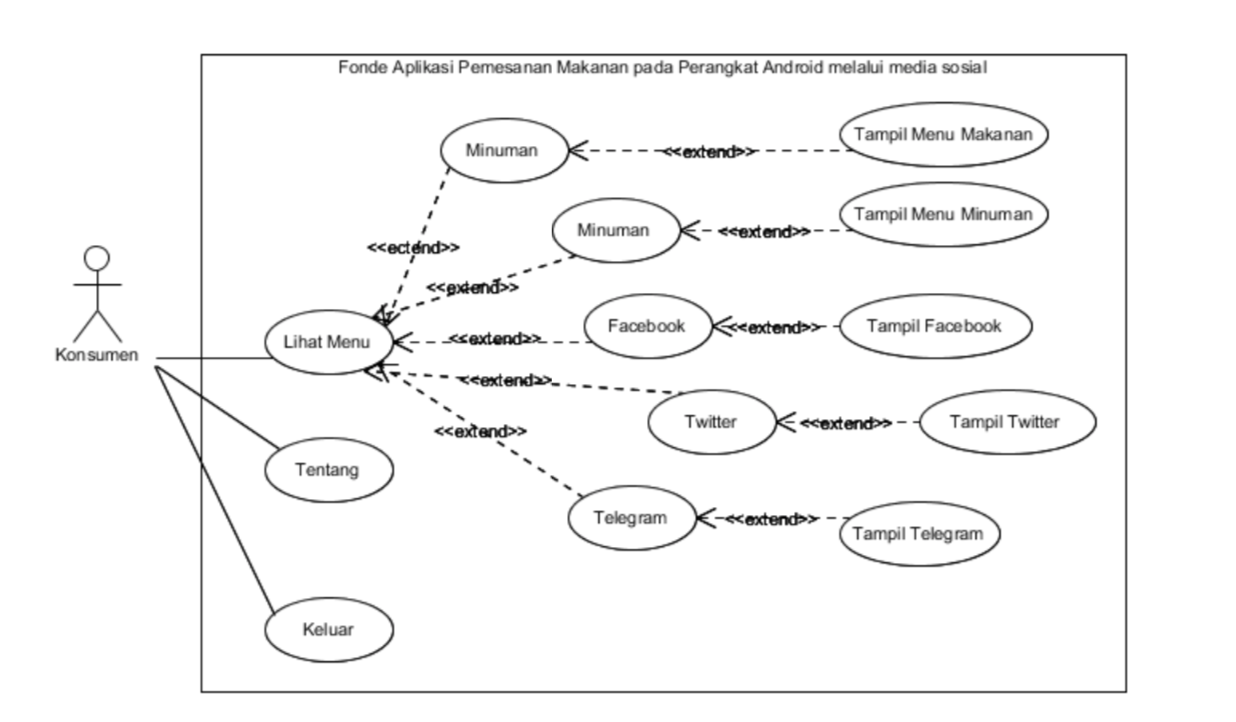 Fonde Aplikasi Pemesanan Makanan pada Perangkat Android melalui media sosial
Minuman
<<extend>>
Tampil Menu Makanan
Minuman
<<extend>>
Tampil Menu Minuman
<<ectend>>
<<extend>>
Facebook
<<extend>>
Tampil Facebook
Lihat Menu
<<extend>>
Konsumen
<<extend>>
Twitter
<<extend>>
Tampil Twitter
<<extend>>
Tentang
Telegram
<<extend>>
Tampil Telegram
Keluar